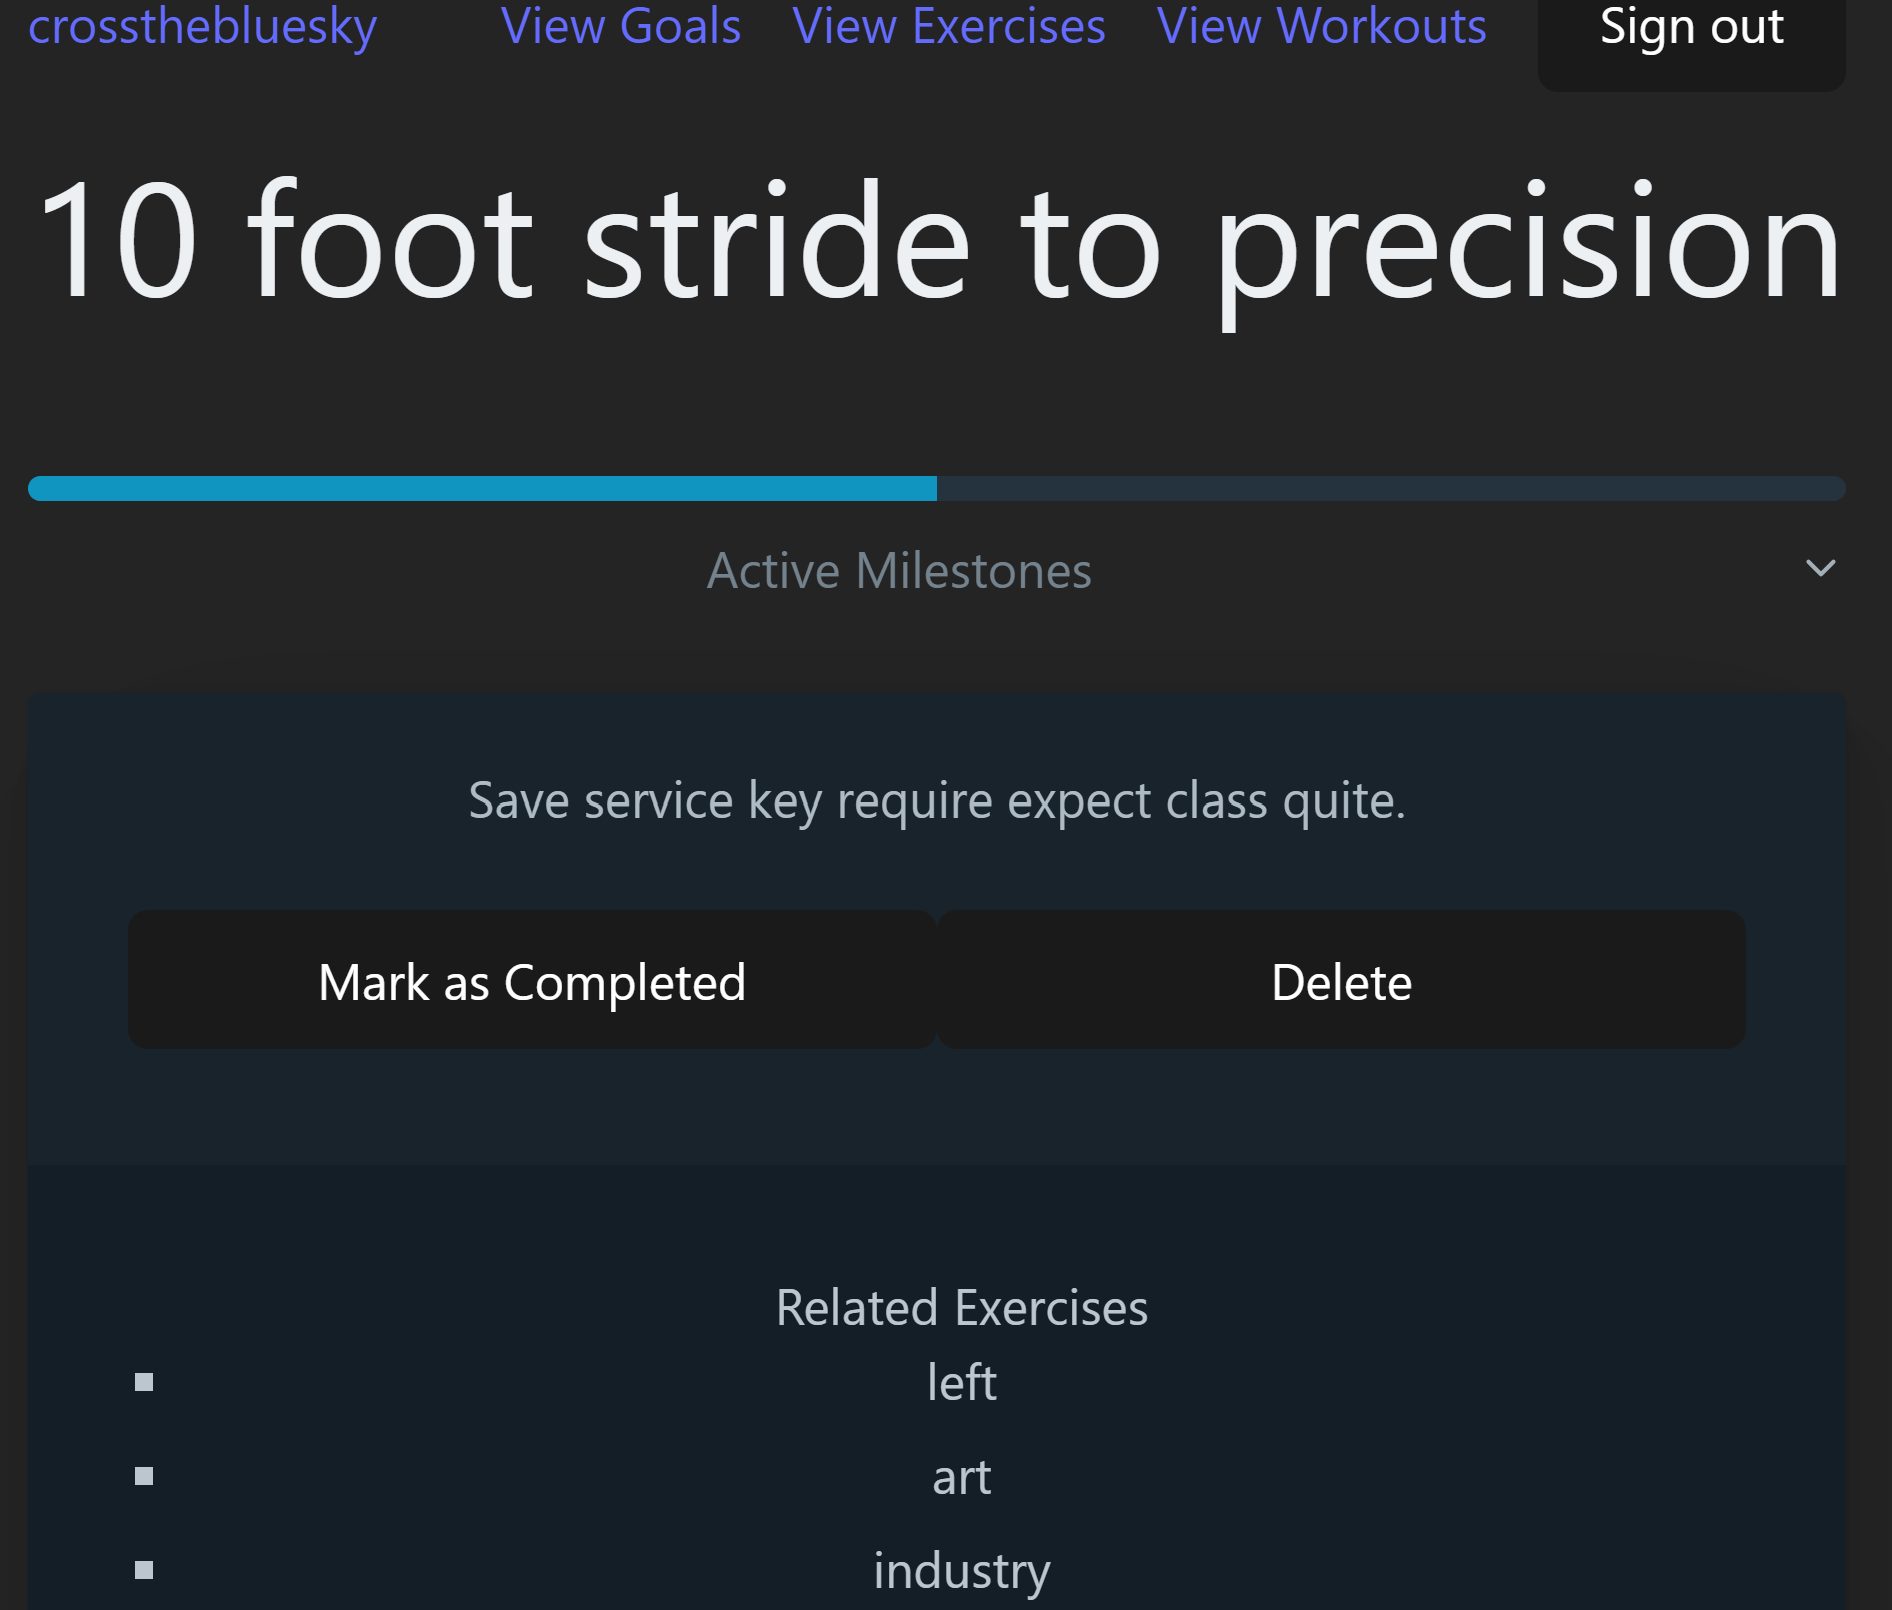 crossthebluesky View Goals View Exercises View Workouts Sign out
10 foot stride to precision
Active Milestones
Save service key require expect class quite.
Mark as Completed Delete
Related Exercises
left
art
industry